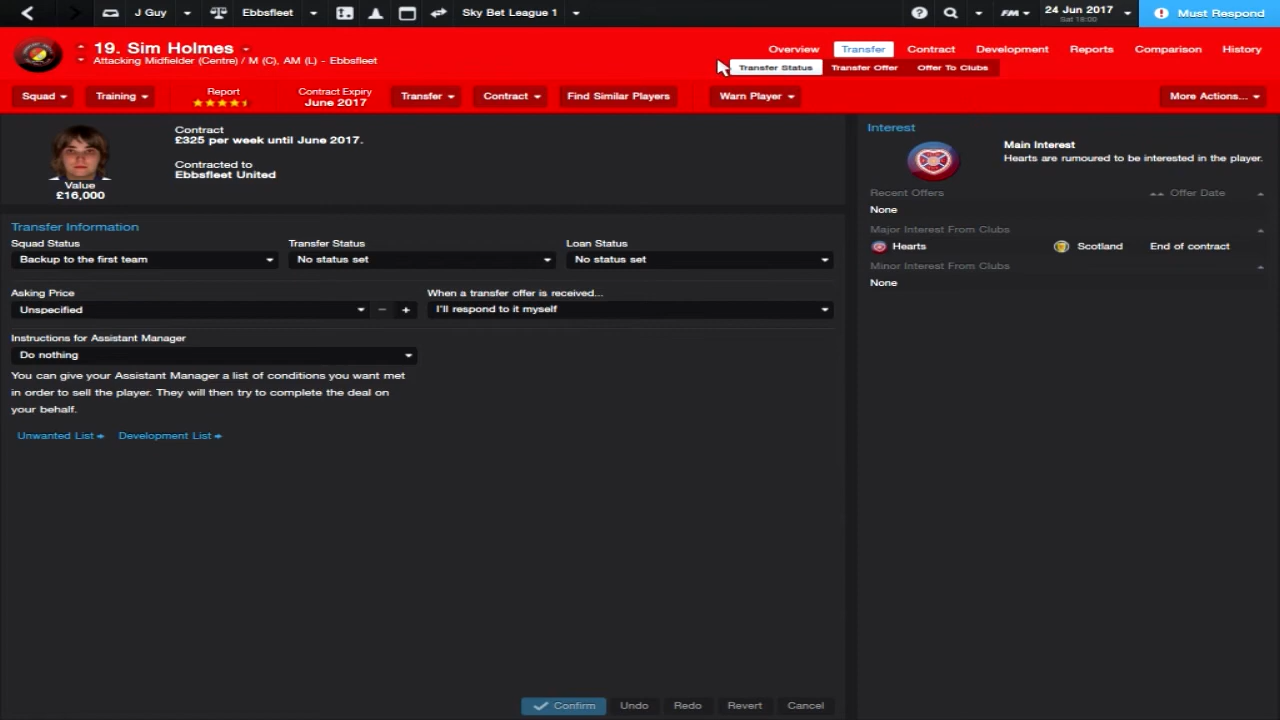 J Guy
Ebbsfleet
Sky Bet League 1
FM
24 Jun 2017
Sat 18:00
Must Respond
19. Sim Holmes
Attacking Midfielder (Centre) / M (C), AM (L) - Ebbsfleet
Overview
Transfer
Contract
Development
Reports
Comparison
History
Transfer Status
Transfer Offer
Offer To Clubs
Squad
Training
Report
Contract Expiry
June 2017
Transfer
Contract
Find Similar Players
Warn Player
More Actions...
Value
£16,000
Contract
£325 per week until June 2017.
Contracted to
Ebbsfleet United
Transfer Information
Squad Status
Transfer Status
Loan Status
Backup to the first team
No status set
No status set
Asking Price
When a transfer offer is received...
Unspecified
- +
I'll respond to it myself
Instructions for Assistant Manager
Do nothing
You can give your Assistant Manager a list of conditions you want met
in order to sell the player. They will then try to complete the deal on
your behalf.
Unwanted List
Development List
Confirm
Undo
Redo
Revert
Cancel
Interest
Main Interest
Hearts are rumoured to be interested in the player.
Recent Offers
Offer Date
None
Major Interest From Clubs
Hearts
Scotland
End of contract
Minor Interest From Clubs
None